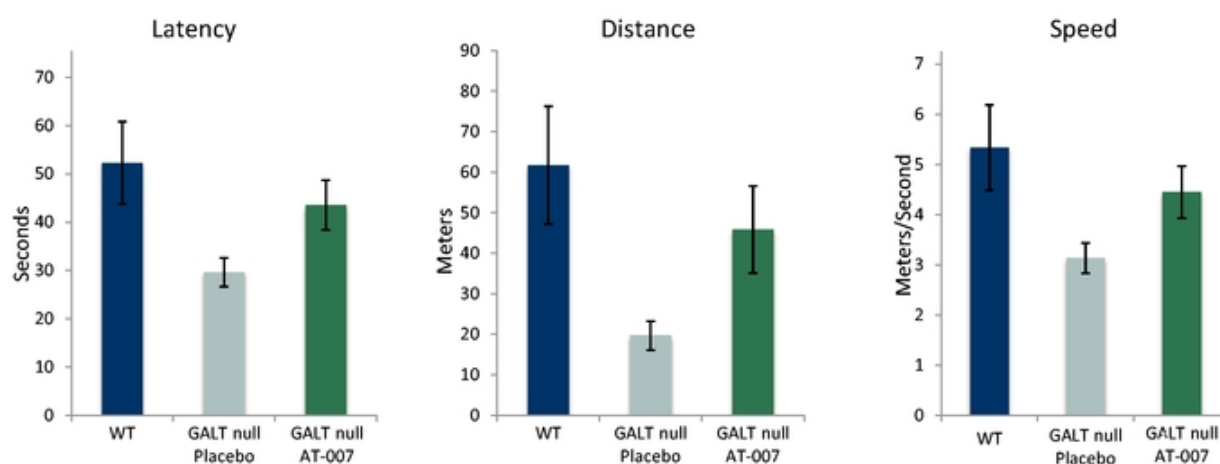 Latency
Seconds
70
60
50
40
30
20
10
0
WT
GALT null
Placebo
GALT null
AT-007
Distance
Meters
90
80
70
60
50
40
30
20
10
0
WT
GALT null
Placebo
GALT null
AT-007
Speed
Meters/Second
7
6
5
4
3
2
1
0
WT
GALT null
Placebo
GALT null
AT-007